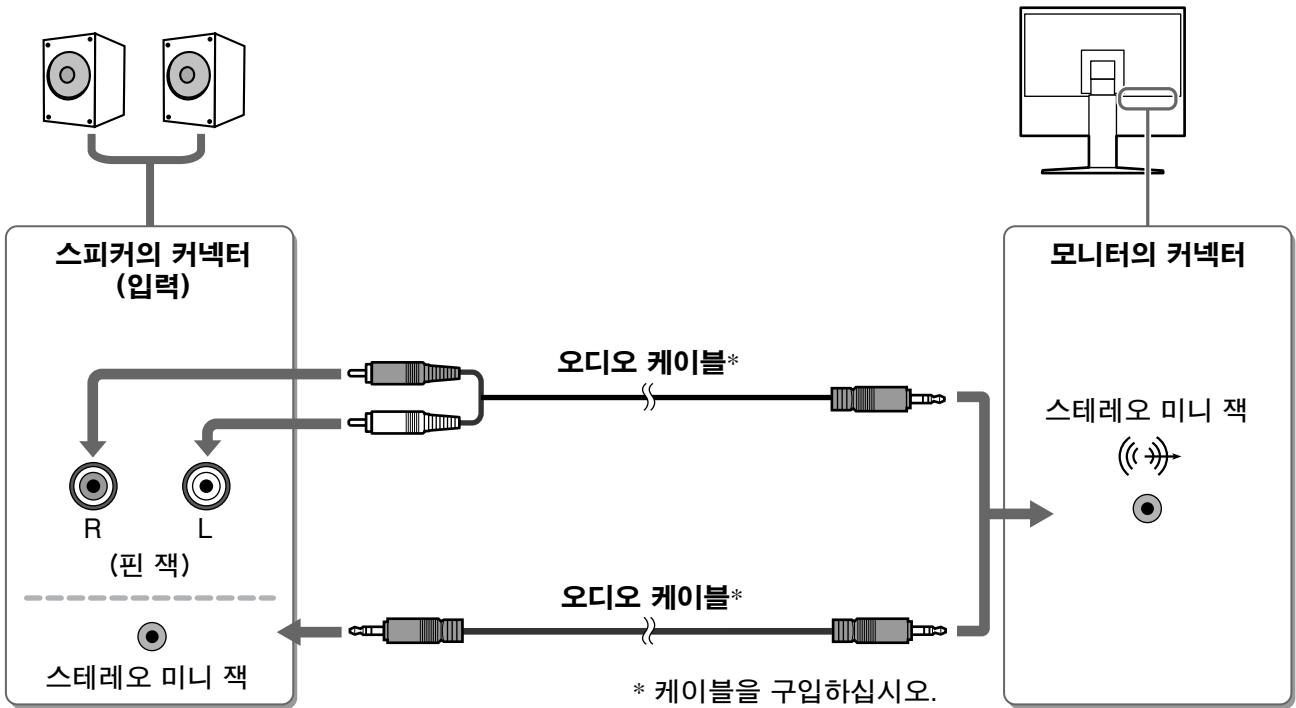 스피커의 커넥터
(입력)
모니터의 커넥터
오디오 케이블*
스테레오 미니 잭
R
L
(핀 잭)
오디오 케이블*
스테레오 미니 잭
* 케이블을 구입하십시오.